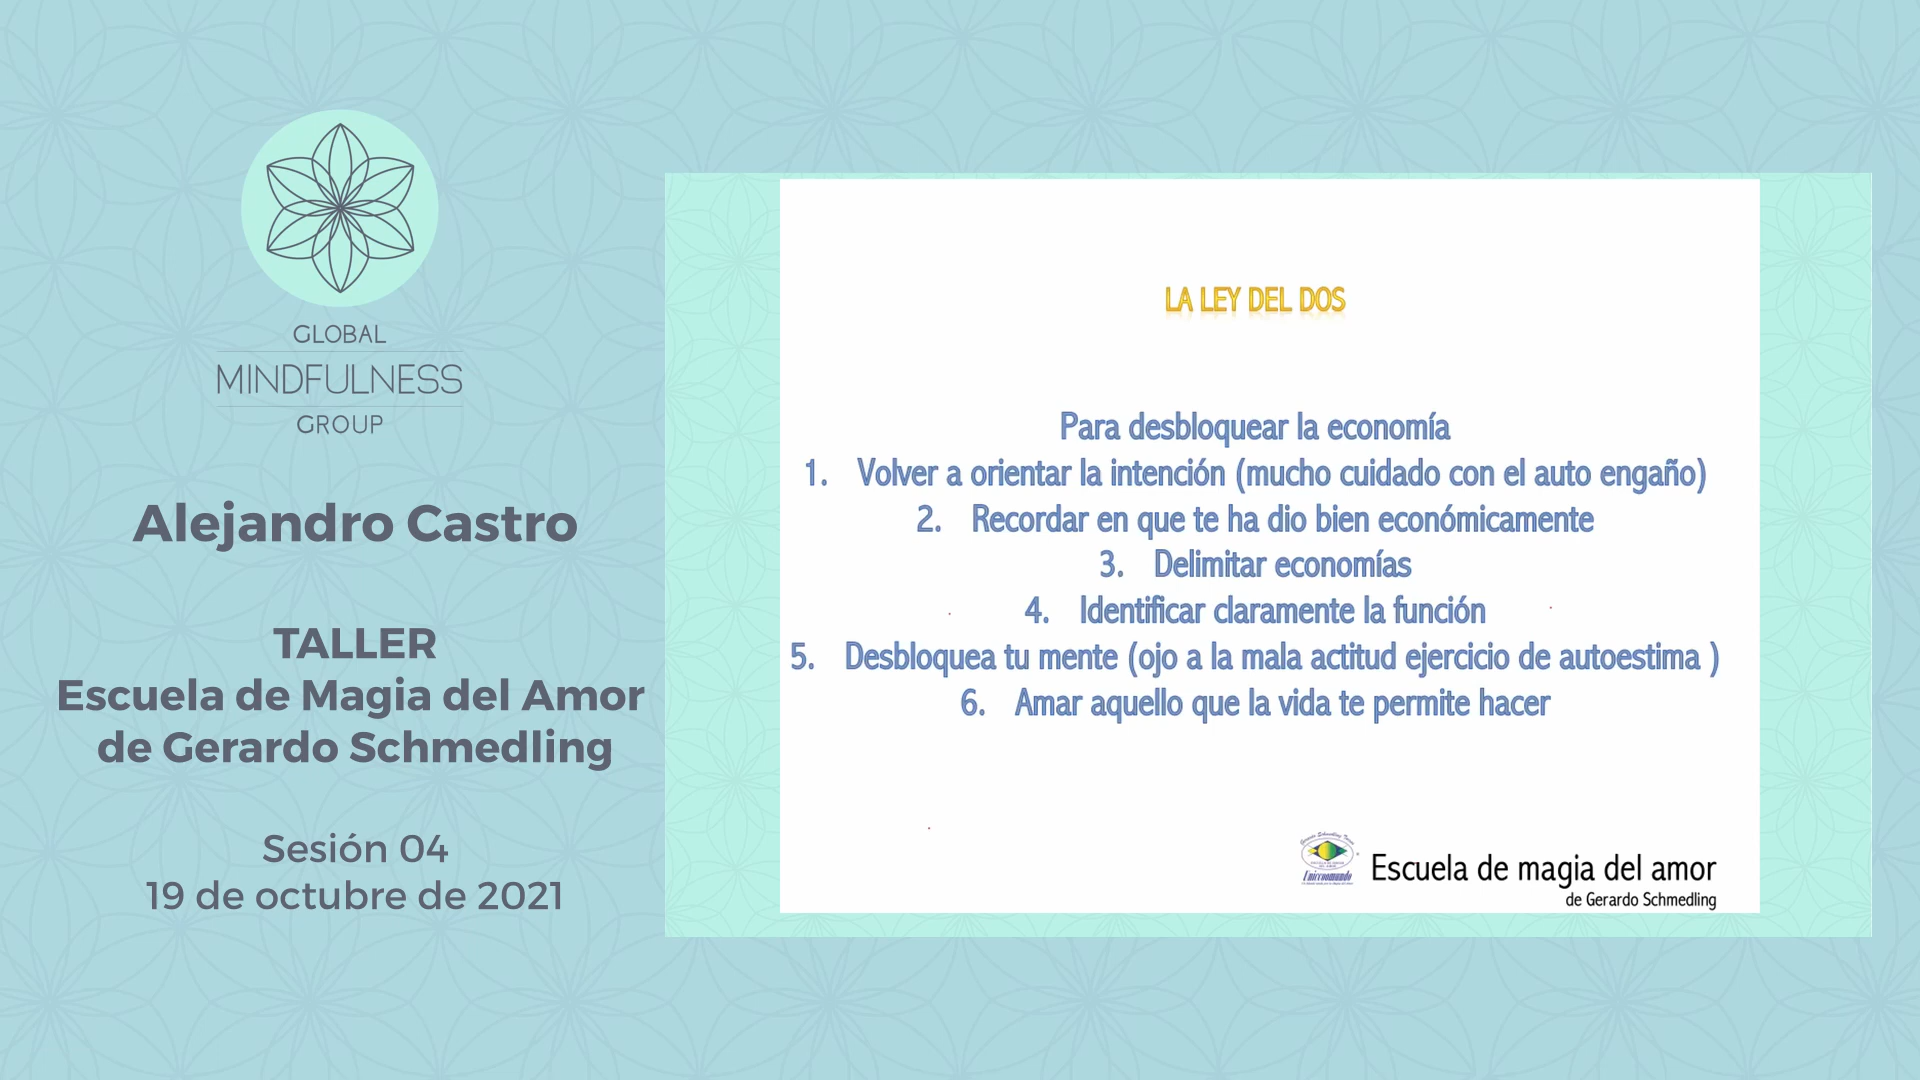 GLOBAL
MINDFULNESS
GROUP
Alejandro Castro
TALLER
Escuela de Magia del Amor
de Gerardo Schmedling
Sesión 04
19 de octubre de 2021
LA LEY DEL DOS
Para desbloquear la economía
1. Volver a orientar la intención (mucho cuidado con el auto engaño)
2. Recordar en que te ha dio bien económicamente
3. Delimitar economías
4. Identificar claramente la función
5. Desbloquea tu mente (ojo a la mala actitud ejercicio de autoestima )
6. Amar aquello que la vida te permite hacer
Escuela de magia del amor
de Gerardo Schmedling